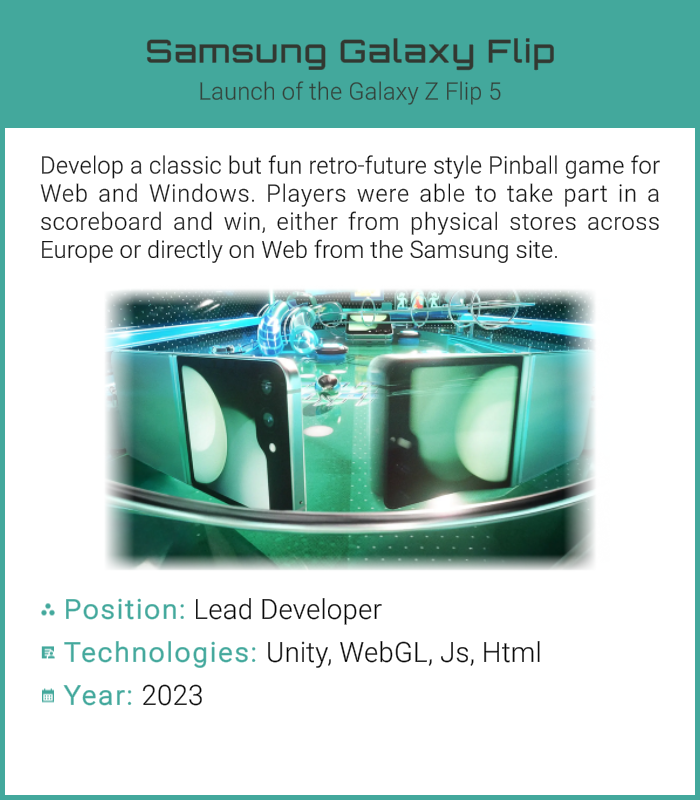 Samsung Galaxy Flip
Launch of the Galaxy Z Flip 5
Develop a classic but fun retro-future style Pinball game for
Web and Windows. Players were able to take part in a
scoreboard and win, either from physical stores across
Europe or directly on Web from the Samsung site.
Position: Lead Developer
Technologies: Unity, WebGL, Js, Html
Year: 2023